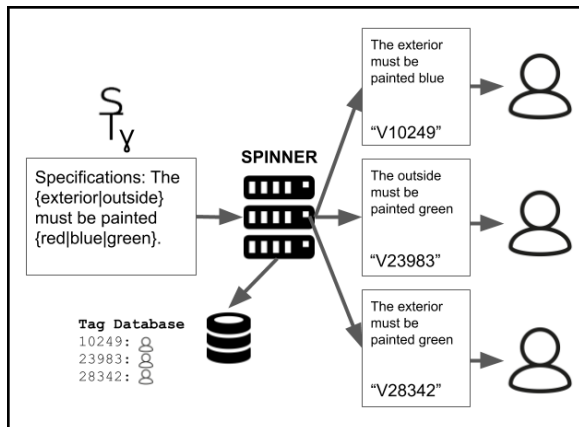 S
Tγ
Specifications: The
{exterior|outside}
must be painted
{red|blue|green}.
SPINNER
Tag Database
10249:
23983:
28342:
The exterior
must be
painted blue
“V10249”
The outside
must be
painted green
“V23983”
The exterior
must be
painted green
“V28342”